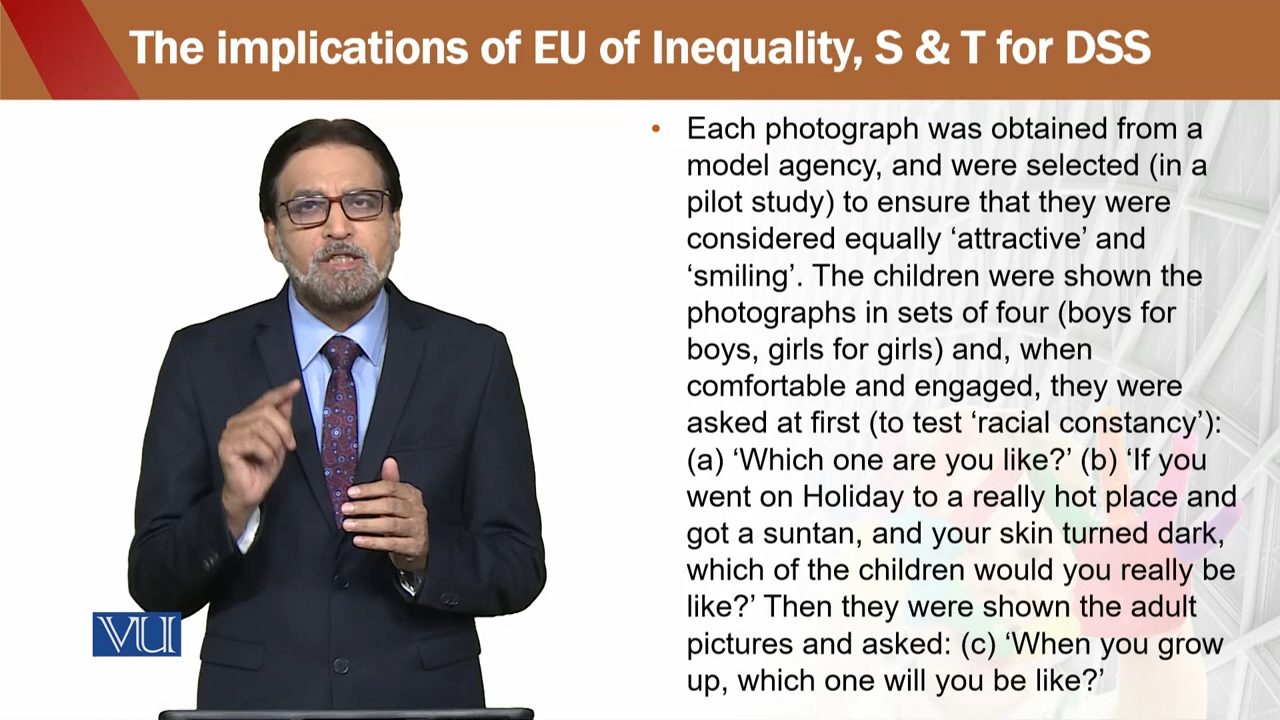 The implications of EU of Inequality, S & T for DSS
• Each photograph was obtained from a
model agency, and were selected (in a
pilot study) to ensure that they were
considered equally ‘attractive’ and
‘smiling’. The children were shown the
photographs in sets of four (boys for
boys, girls for girls) and, when
comfortable and engaged, they were
asked at first (to test ‘racial constancy’):
(a) ‘Which one are you like?’ (b) ‘If you
went on Holiday to a really hot place and
got a suntan, and your skin turned dark,
which of the children would you really be
like?’ Then they were shown the adult
pictures and asked: (c) ‘When you grow
up, which one will you be like?’
VU